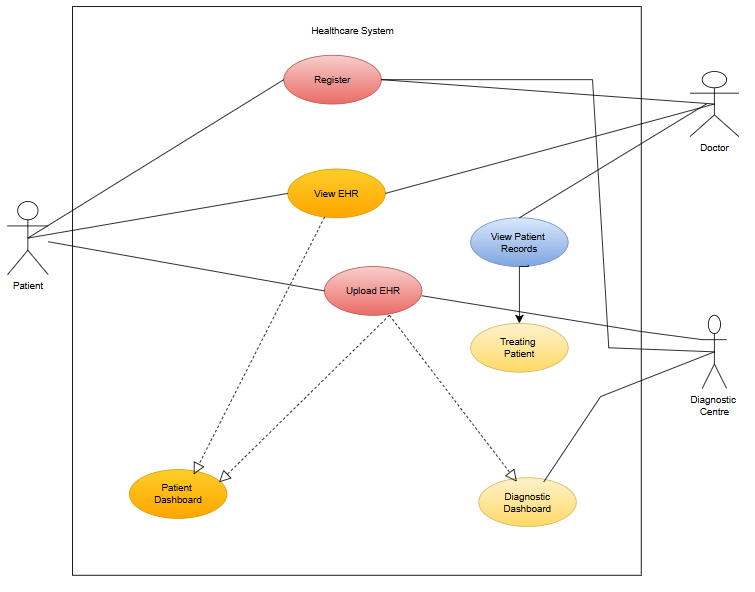 Healthcare System
Register
Doctor
View EHR
View Patient
Records
Patient
Upload EHR
Treating
Patient
Diagnostic
Centre
Patient
Dashboard
Diagnostic
Dashboard